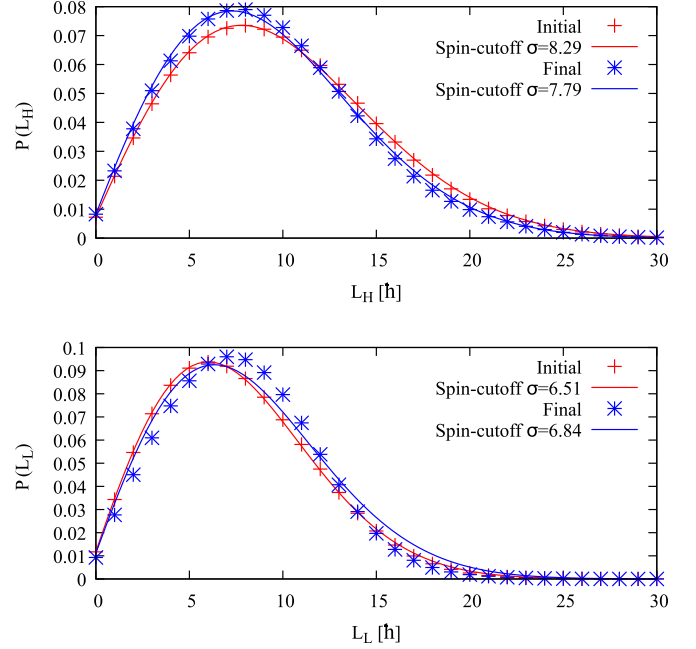 0.08
0.07
0.06
0.05
0.04
0.03
0.02
0.01
0
P(L_H)
Initial
Spin-cutoff σ=8.29
Final
Spin-cutoff σ=7.79
0 5 10 15 20 25 30
L_H [ħ]
0.1
0.09
0.08
0.07
0.06
0.05
0.04
0.03
0.02
0.01
0
P(L_L)
Initial
Spin-cutoff σ=6.51
Final
Spin-cutoff σ=6.84
0 5 10 15 20 25 30
L_L [ħ]